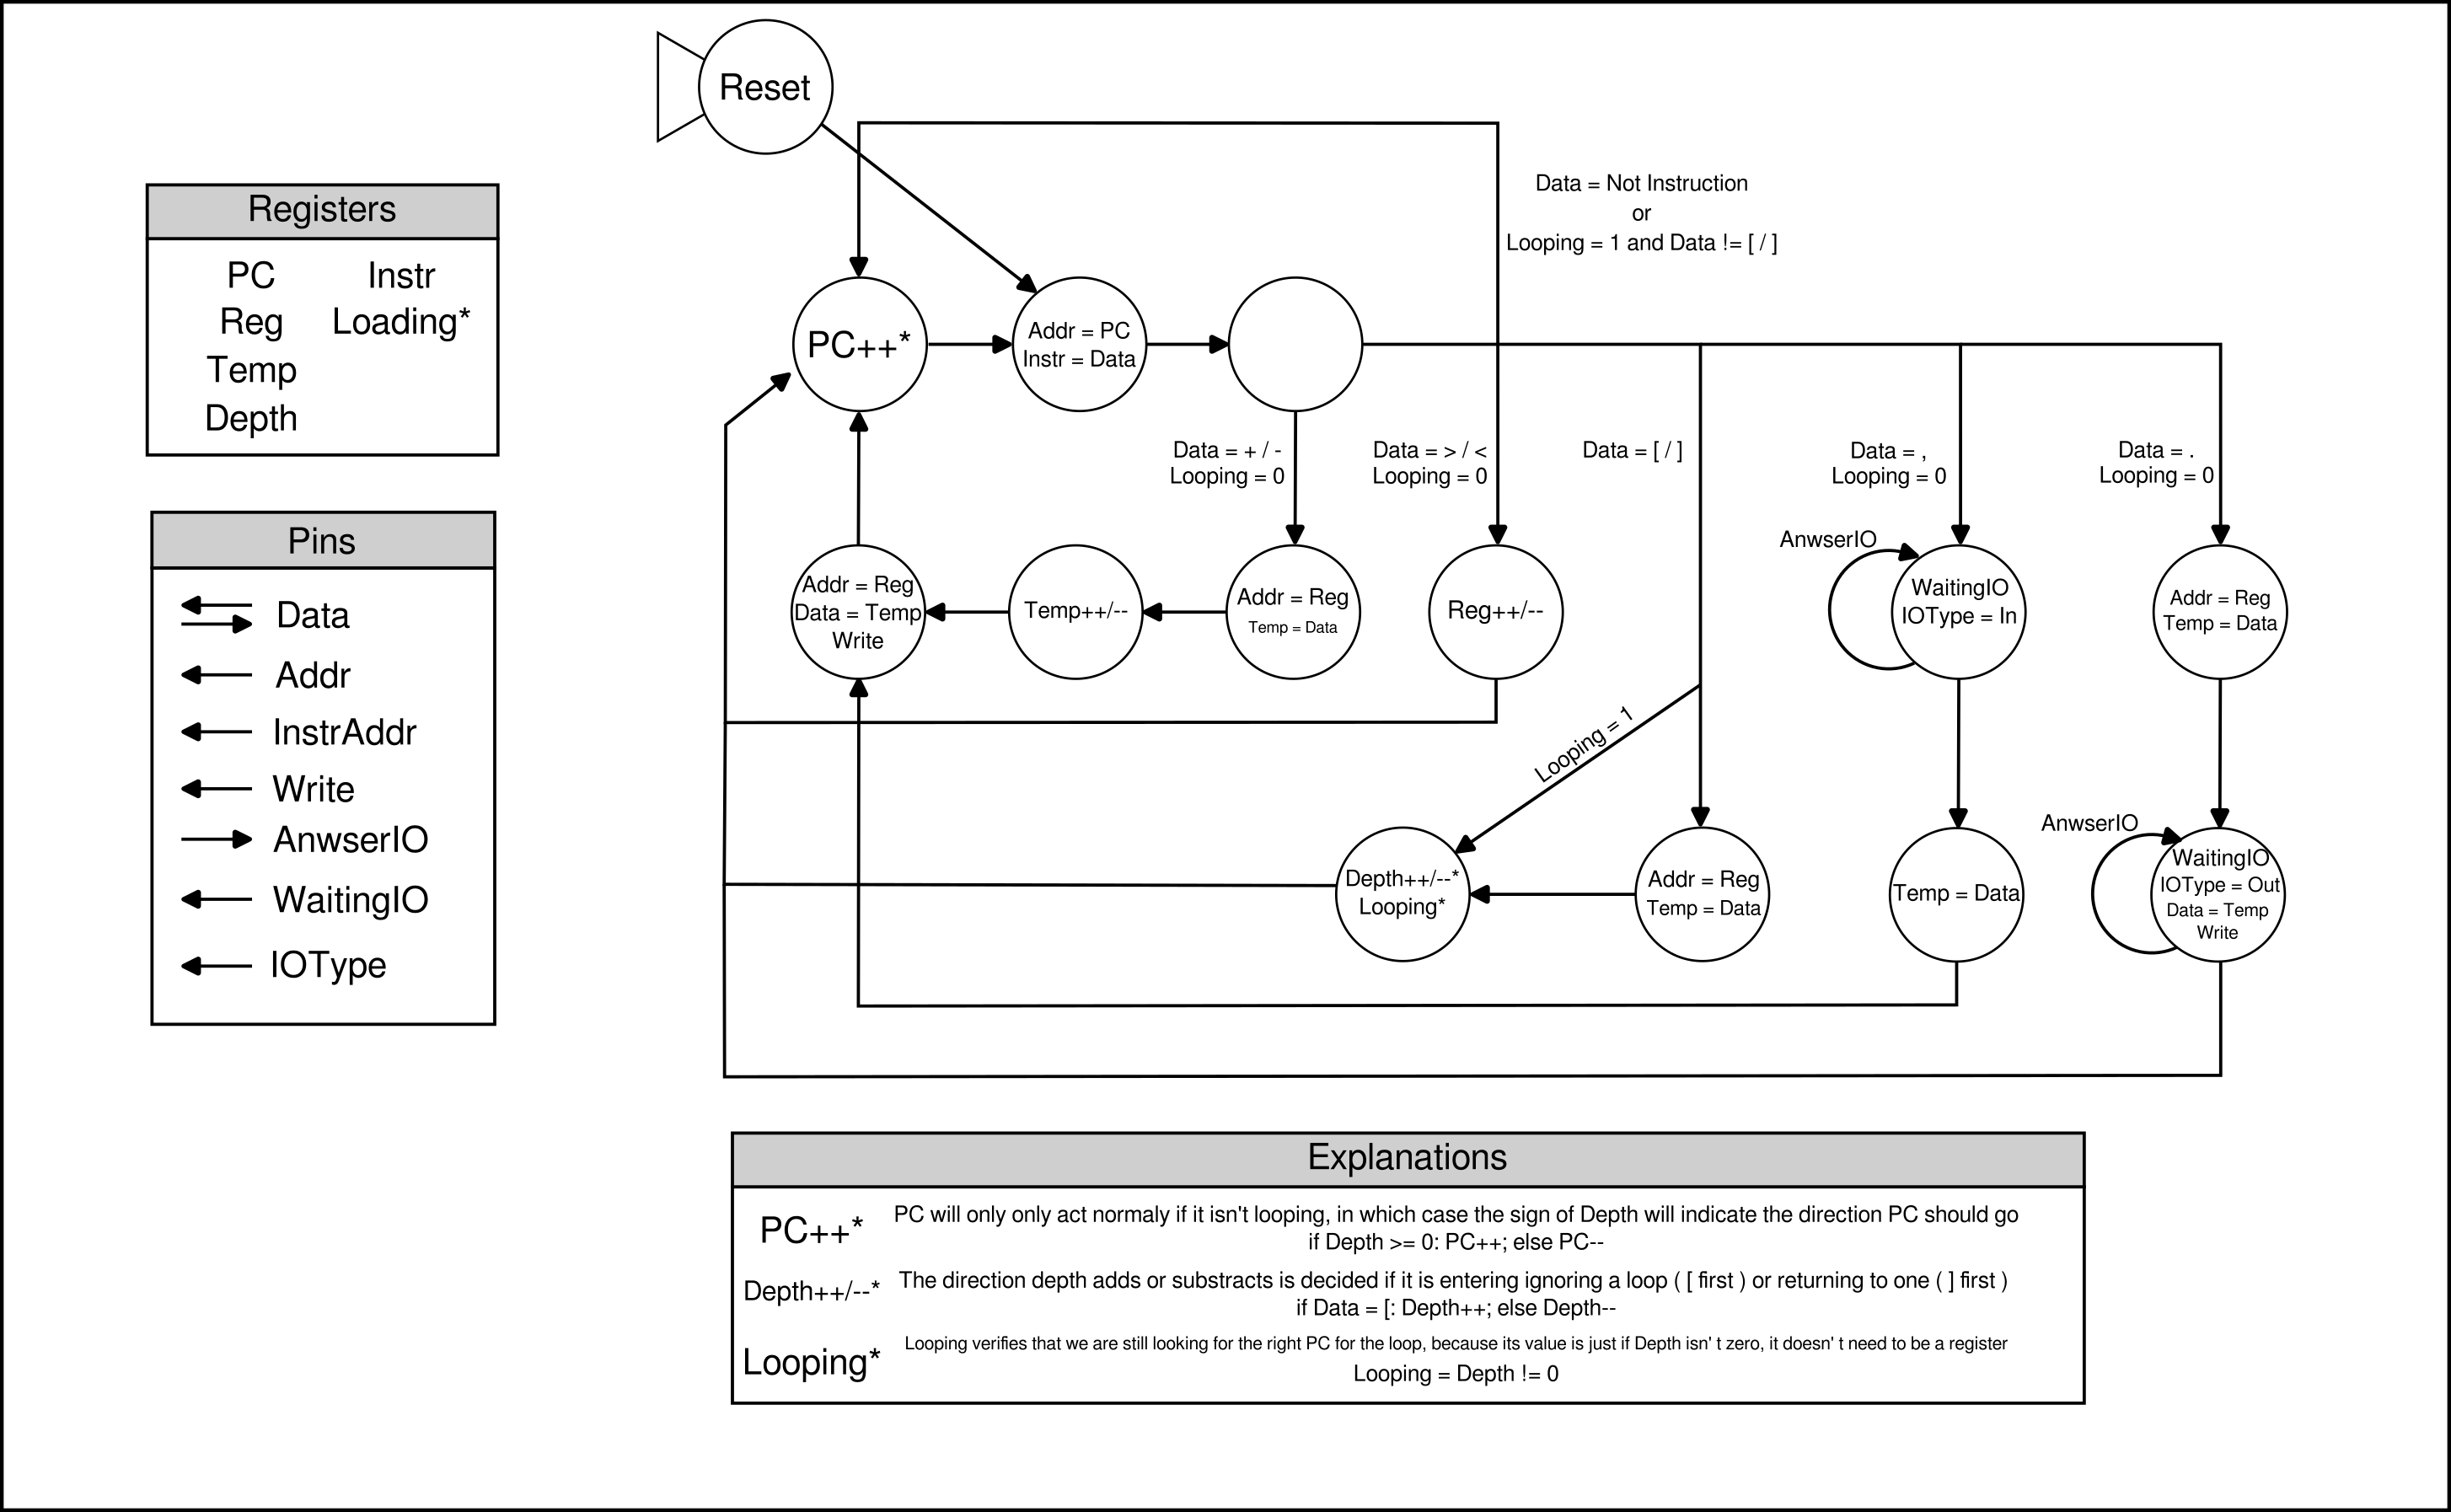 Reset
Data = Not Instruction
or
Looping = 1 and Data != [ / ]
Registers
PC
Instr
Reg
Loading*
Temp
Depth
PC++*
Addr = PC
Instr = Data
Data = + / -
Looping = 0
Data = > / <
Looping = 0
Data = [ / ]
Data = ,
Looping = 0
Data = .
Looping = 0
Pins
Data
Addr
InstrAddr
Write
AnwserIO
WaitingIO
IOType
Addr = Reg
Data = Temp
Write
Temp++/--
Addr = Reg
Temp = Data
Reg++/--
AnwserIO
WaitingIO
IOType = In
Addr = Reg
Temp = Data
Looping = 1
Depth++/--*
Looping*
Addr = Reg
Temp = Data
Temp = Data
AnwserIO
WaitingIO
IOType = Out
Data = Temp
Write
Explanations
PC++*
PC will only only act normaly if it isn't looping, in which case the sign of Depth will indicate the direction PC should go
if Depth >= 0: PC++; else PC--
Depth++/--*
The direction depth adds or substracts is decided if it is entering ignoring a loop ( [ first ) or returning to one ( ] first )
if Data = [: Depth++; else Depth--
Looping*
Looping verifies that we are still looking for the right PC for the loop, because its value is just if Depth isn' t zero, it doesn' t need to be a register
Looping = Depth != 0